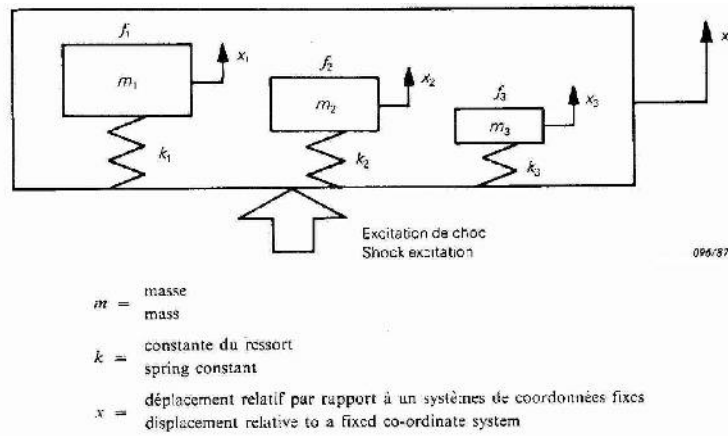 f₁
x₁
m₁
k₁
f₂
x₂
m₂
k₂
f₃
x₃
m₃
k₃
x
Excitation de choc
Shock excitation
096/87
m = masse
mass
k = constante du ressort
spring constant
x = déplacement relatif par rapport à un systèmes de coordonnées fixes
displacement relative to a fixed co-ordinate system